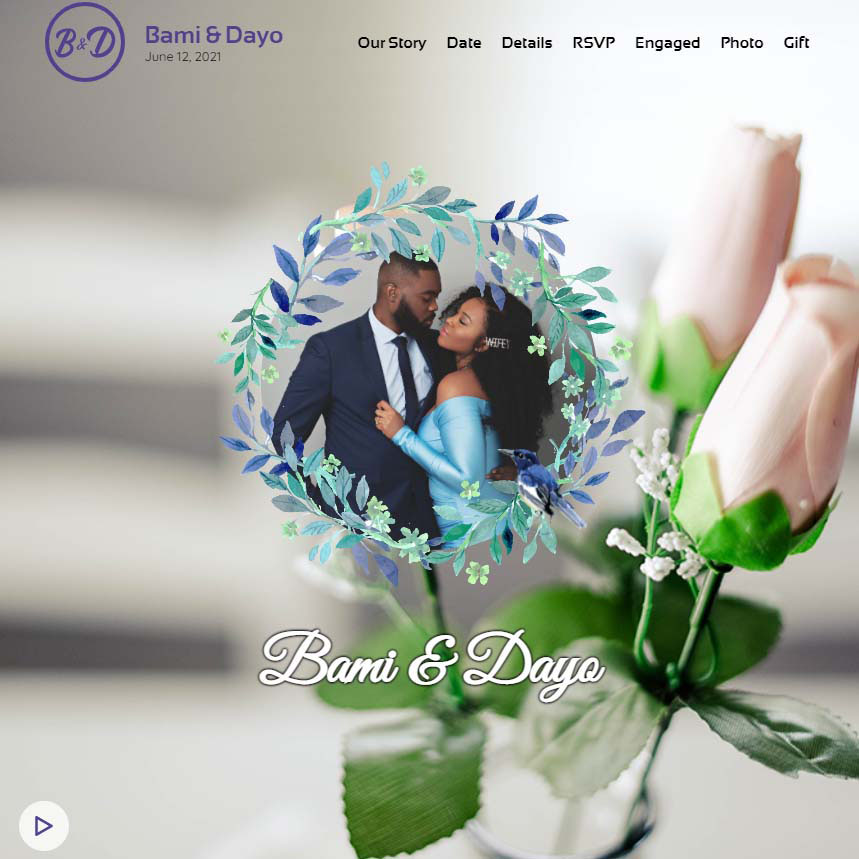 B&D
Bami & Dayo
June 12, 2021
Our Story Date Details RSVP Engaged Photo Gift
WIFEY
Bami & Dayo